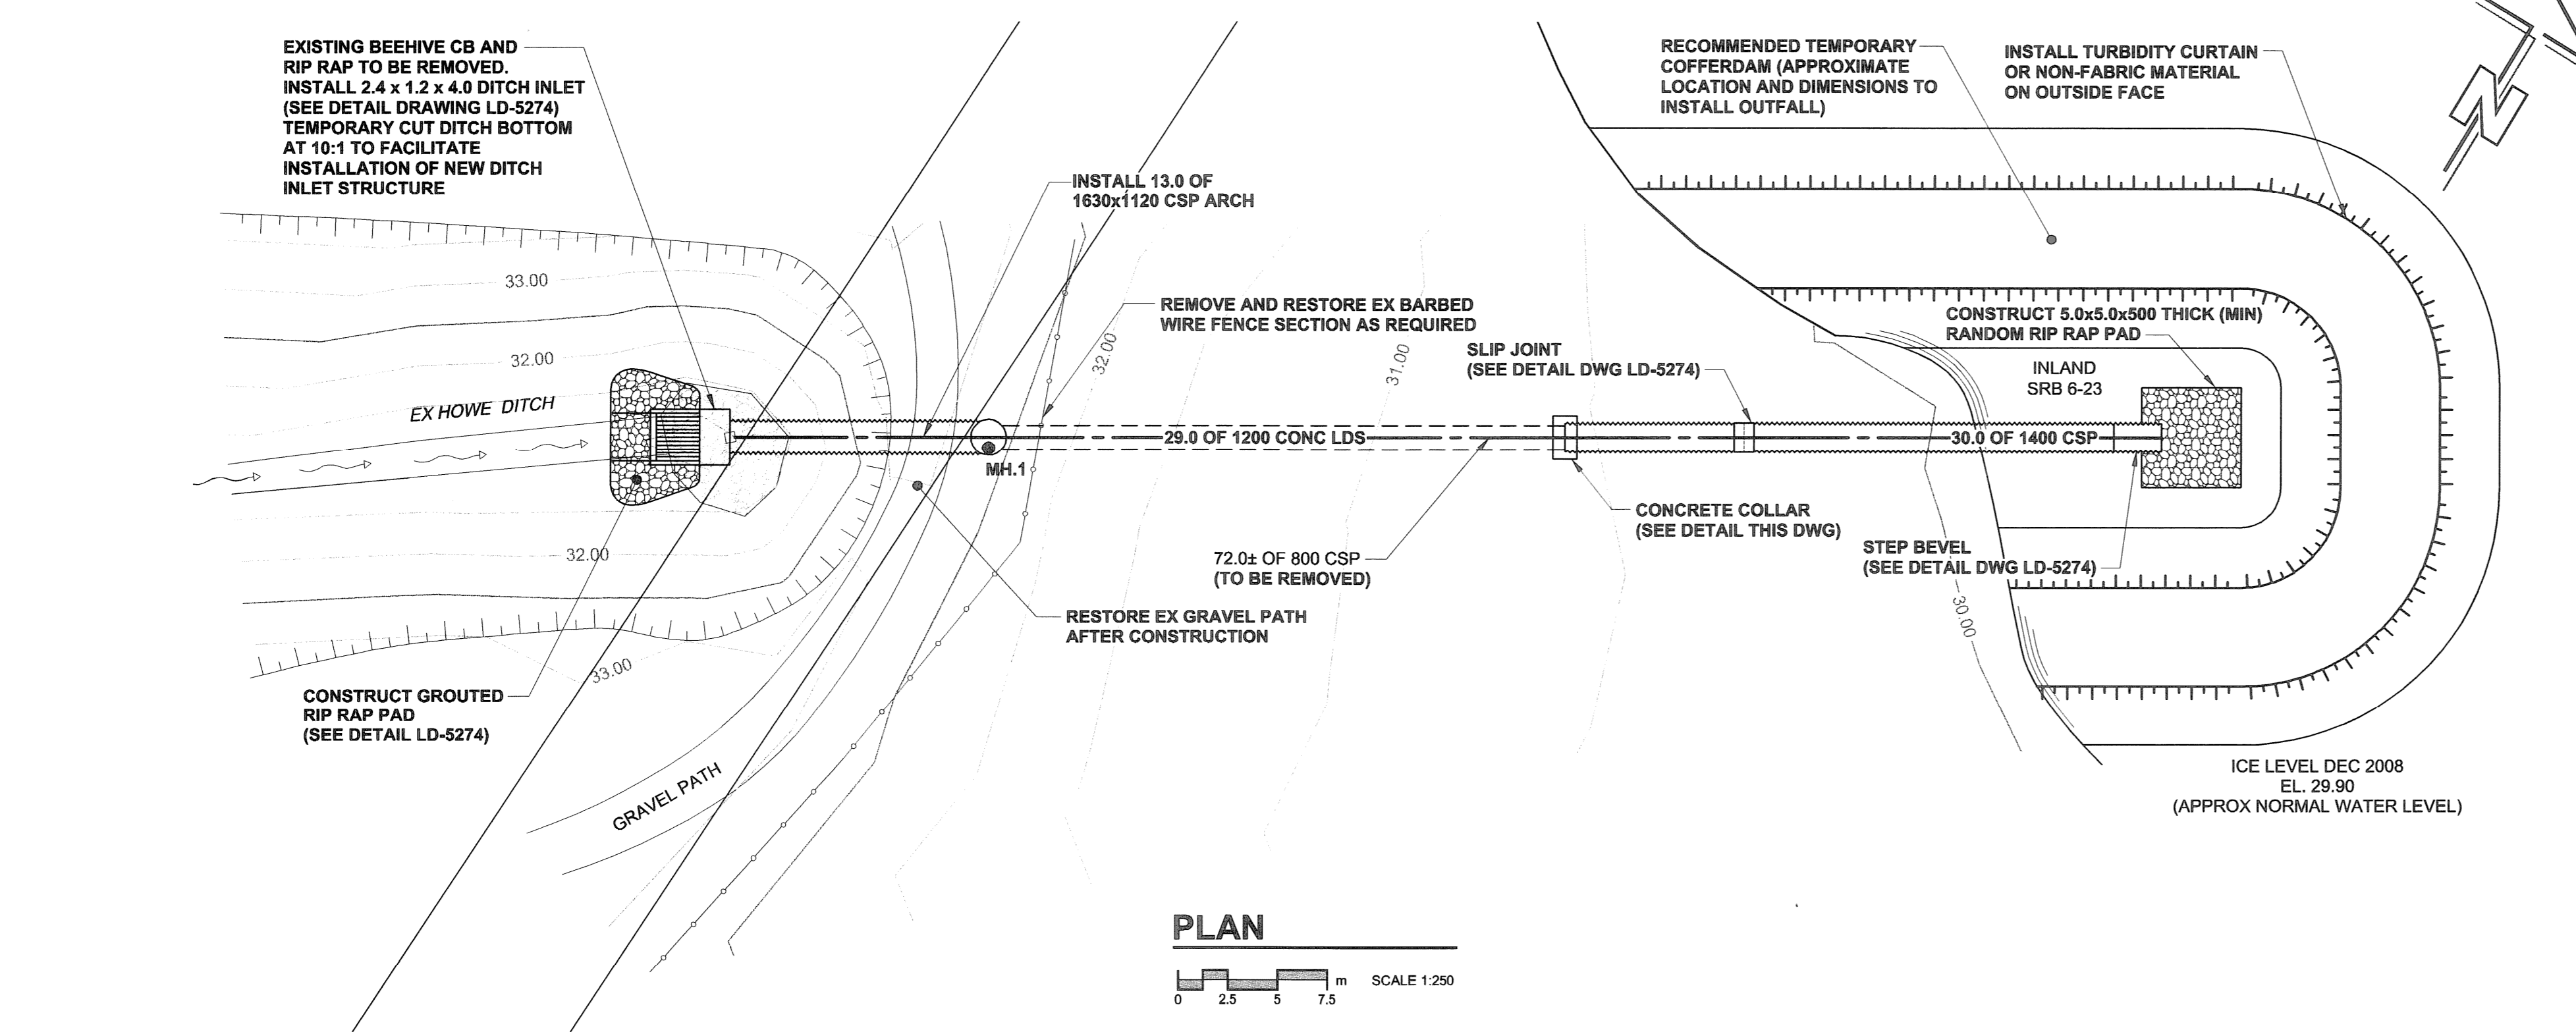 EXISTING BEEHIVE CB AND
RIP RAP TO BE REMOVED.
INSTALL 2.4 x 1.2 x 4.0 DITCH INLET
(SEE DETAIL DRAWING LD-5274)
TEMPORARY CUT DITCH BOTTOM
AT 10:1 TO FACILITATE
INSTALLATION OF NEW DITCH
INLET STRUCTURE
RECOMMENDED TEMPORARY
COFFERDAM (APPROXIMATE
LOCATION AND DIMENSIONS TO
INSTALL OUTFALL)
INSTALL TURBIDITY CURTAIN
OR NON-FABRIC MATERIAL
ON OUTSIDE FACE
N
INSTALL 13.0 OF
1630x1120 CSP ARCH
33.00
REMOVE AND RESTORE EX BARBED
WIRE FENCE SECTION AS REQUIRED
CONSTRUCT 5.0x5.0x500 THICK (MIN)
RANDOM RIP RAP PAD
32.00
32.00
31.00
SLIP JOINT
(SEE DETAIL DWG LD-5274)
INLAND
SRB 6-23
EX HOWE DITCH
29.0 OF 1200 CONC LDS
30.0 OF 1400 CSP
MH.1
CONCRETE COLLAR
(SEE DETAIL THIS DWG)
32.00
72.0± OF 800 CSP
(TO BE REMOVED)
STEP BEVEL
(SEE DETAIL DWG LD-5274)
30.00
RESTORE EX GRAVEL PATH
AFTER CONSTRUCTION
33.00
CONSTRUCT GROUTED
RIP RAP PAD
(SEE DETAIL LD-5274)
GRAVEL PATH
ICE LEVEL DEC 2008
EL. 29.90
(APPROX NORMAL WATER LEVEL)
PLAN
m SCALE 1:250
0 2.5 5 7.5